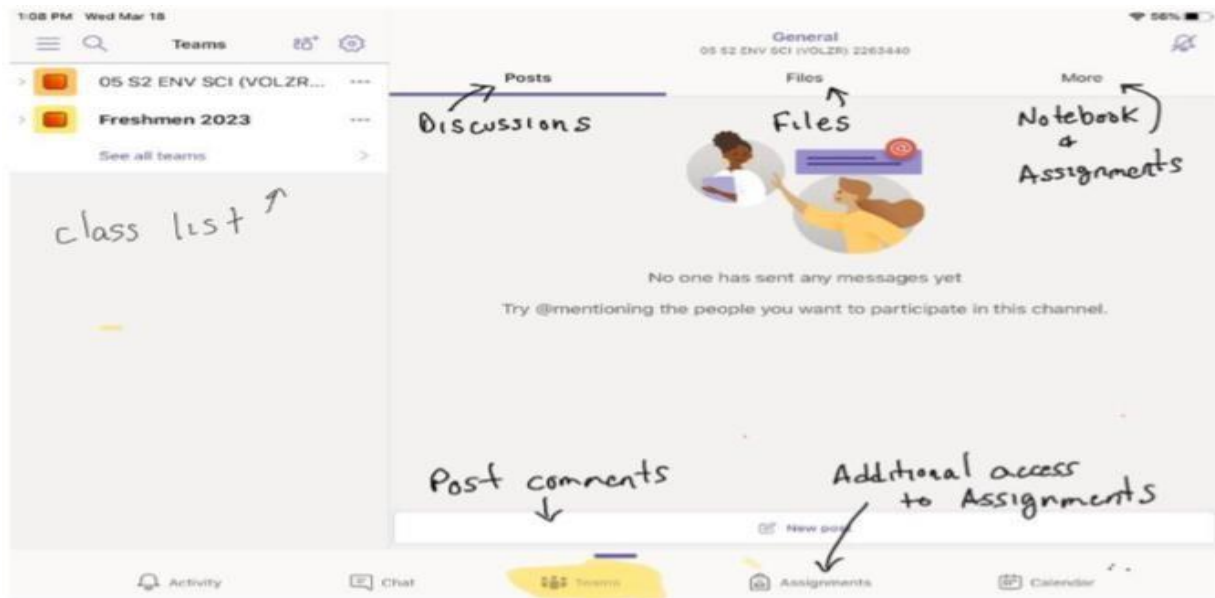 1:08 PM Wed Mar 18
56%
Teams
General
05 S2 ENV SCI (VOLZR) 2263440
05 S2 ENV SCI (VOLZR...
Freshmen 2023
See all teams
Posts
Files
More
Discussions
Files
Notebook
&
Assignments
class list
No one has sent any messages yet
Try @mentioning the people you want to participate in this channel.
Post comments
Additional access
to Assignments
New post
Activity
Chat
Teams
Assignments
Calendar